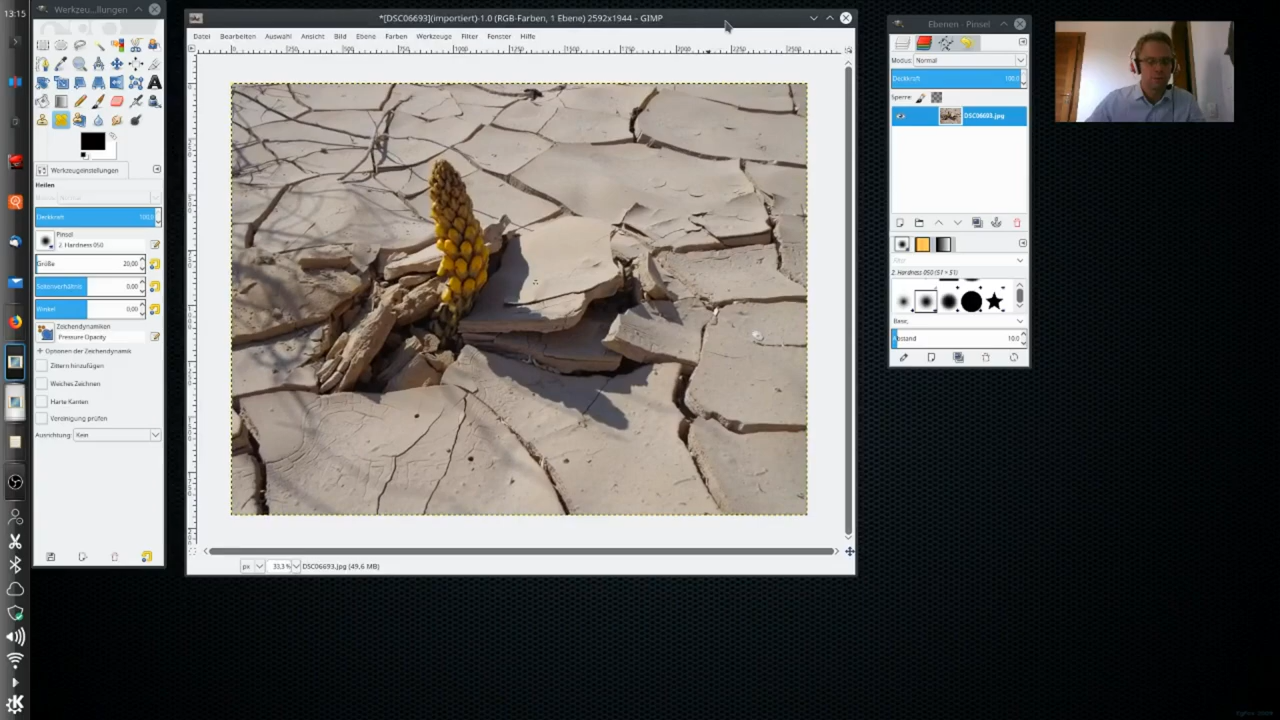 13:15
Werkzeu...llungen
*[DSC06693](importiert)-1.0 (RGB-Farben, 1 Ebene) 2592x1944 – GIMP
Datei Bearbeiten Auswahl Ansicht Bild Ebene Farben Werkzeuge Filter Fenster Hilfe
Werkzeugeinstellungen
Heilen
Deckkraft 100,0
Pinsel
2. Hardness 050
Größe 20,00
Seitenverhältnis 0,00
Winkel 0,00
Zeichendynamiken
Pressure Opacity
Optionen der Zeichendynamik
Zittern hinzufügen
Weiches Zeichnen
Harte Kanten
Vereinigung prüfen
Ausrichtung: Kein
px 33,3 % DSC06693.jpg (49,6 MB)
Ebenen - Pinsel
Modus: Normal
Deckkraft 100,0
Sperre:
DSC06693.jpg
2. Hardness 050 (51 × 51)
Basic,
Abstand 10,0